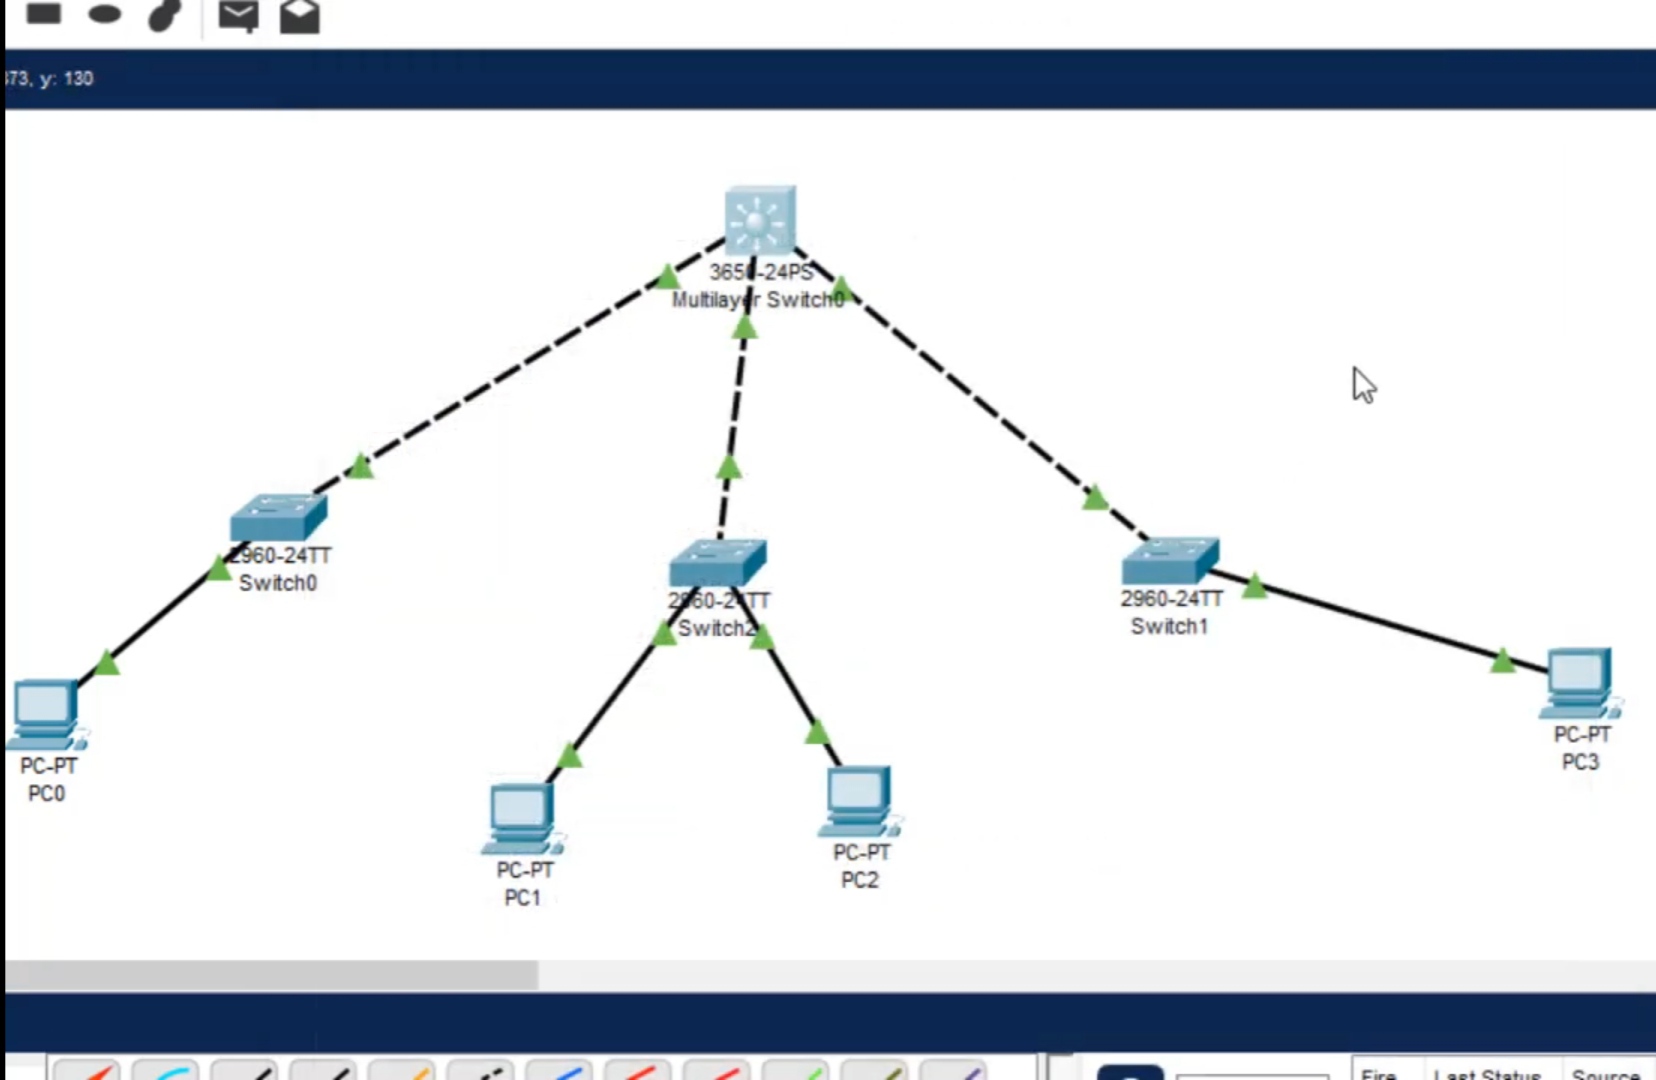 373, y: 130
3650-24PS
Multilayer Switch0
2960-24TT
Switch0
2960-24TT
Switch2
2960-24TT
Switch1
PC-PT
PC0
PC-PT
PC1
PC-PT
PC2
PC-PT
PC3
Fire Last Status Source